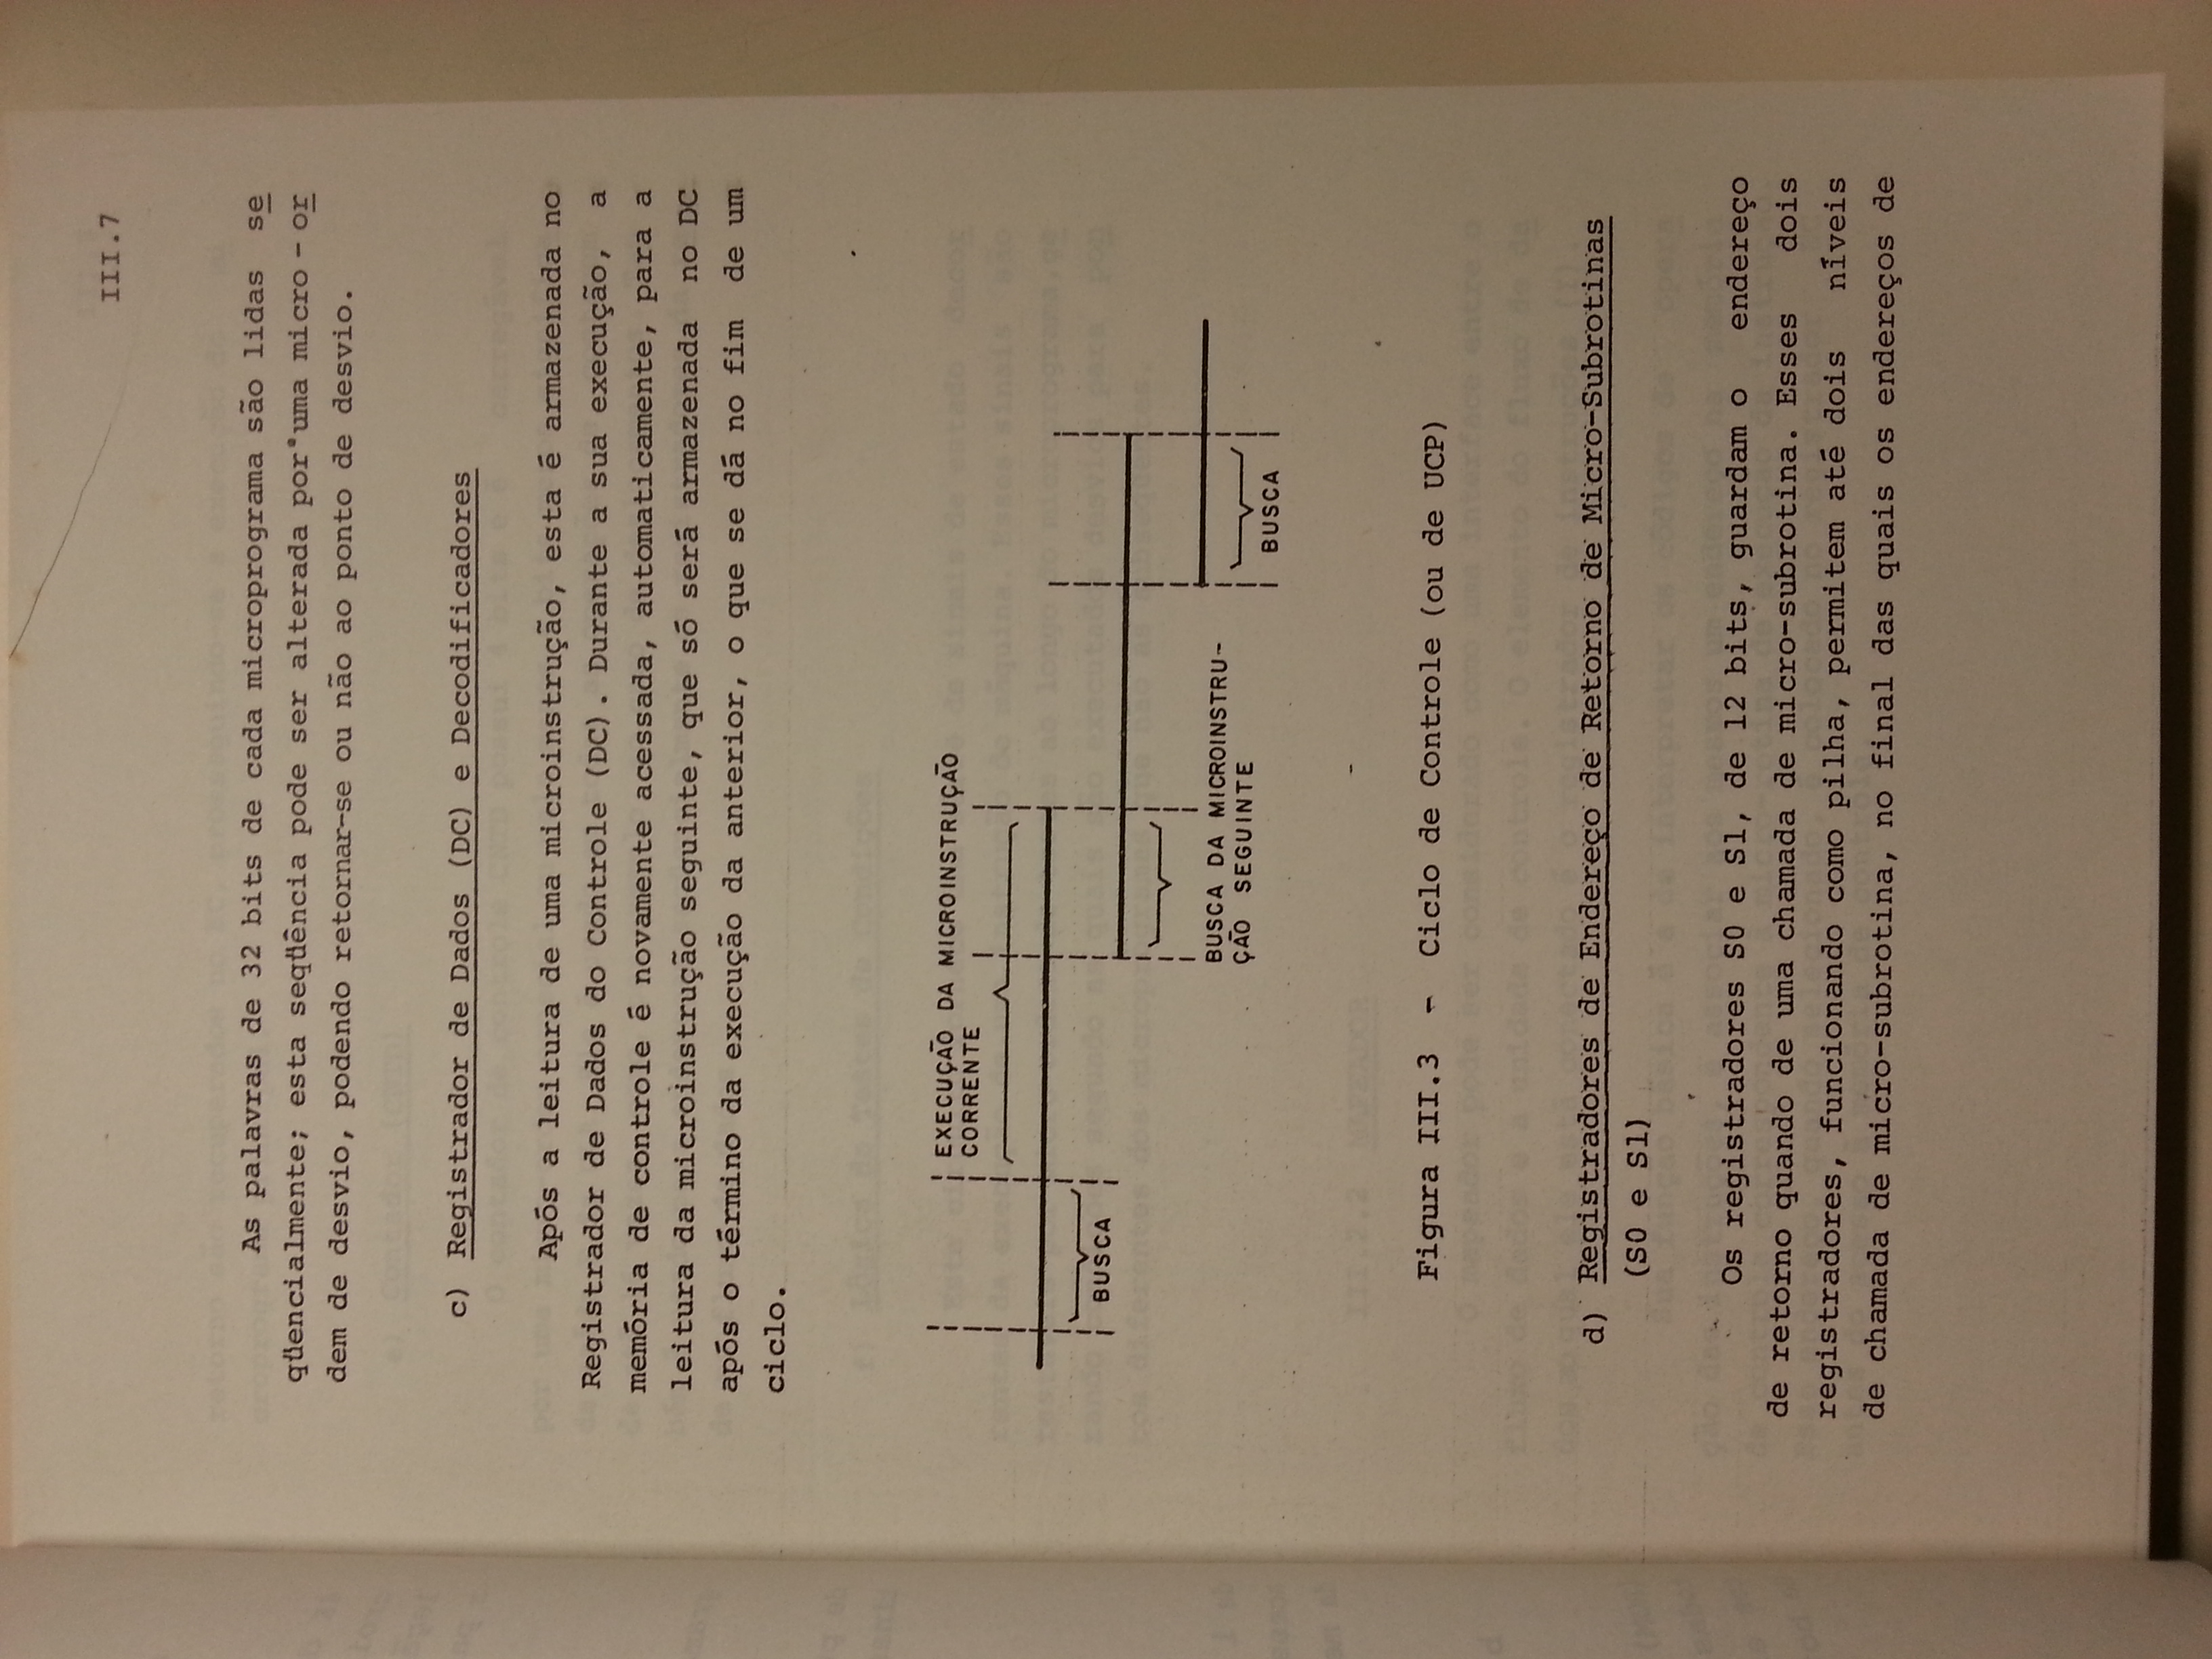 III.7
As palavras de 32 bits de cada microprograma são lidas se
qüencialmente; esta seqüência pode ser alterada por uma micro-or
dem de desvio, podendo retornar-se ou não ao ponto de desvio.
c) Registrador de Dados (DC) e Decodificadores
Após a leitura de uma microinstrução, esta é armazenada no
Registrador de Dados do Controle (DC). Durante a sua execução, a
memória de controle é novamente acessada, automaticamente, para a
leitura da microinstrução seguinte, que só será armazenada no DC
após o término da execução da anterior, o que se dá no fim de um
ciclo.
EXECUÇÃO DA MICROINSTRUÇÃO
CORRENTE
BUSCA
BUSCA DA MICROINSTRU-
ÇÃO SEGUINTE
BUSCA
Figura III.3 - Ciclo de Controle (ou de UCP)
d) Registradores de Endereço de Retorno de Micro-Subrotinas
(S0 e S1)
Os registradores S0 e S1, de 12 bits, guardam o endereço
de retorno quando de uma chamada de micro-subrotina. Esses dois
registradores, funcionando como pilha, permitem até dois níveis
de chamada de micro-subrotina, no final das quais os endereços de